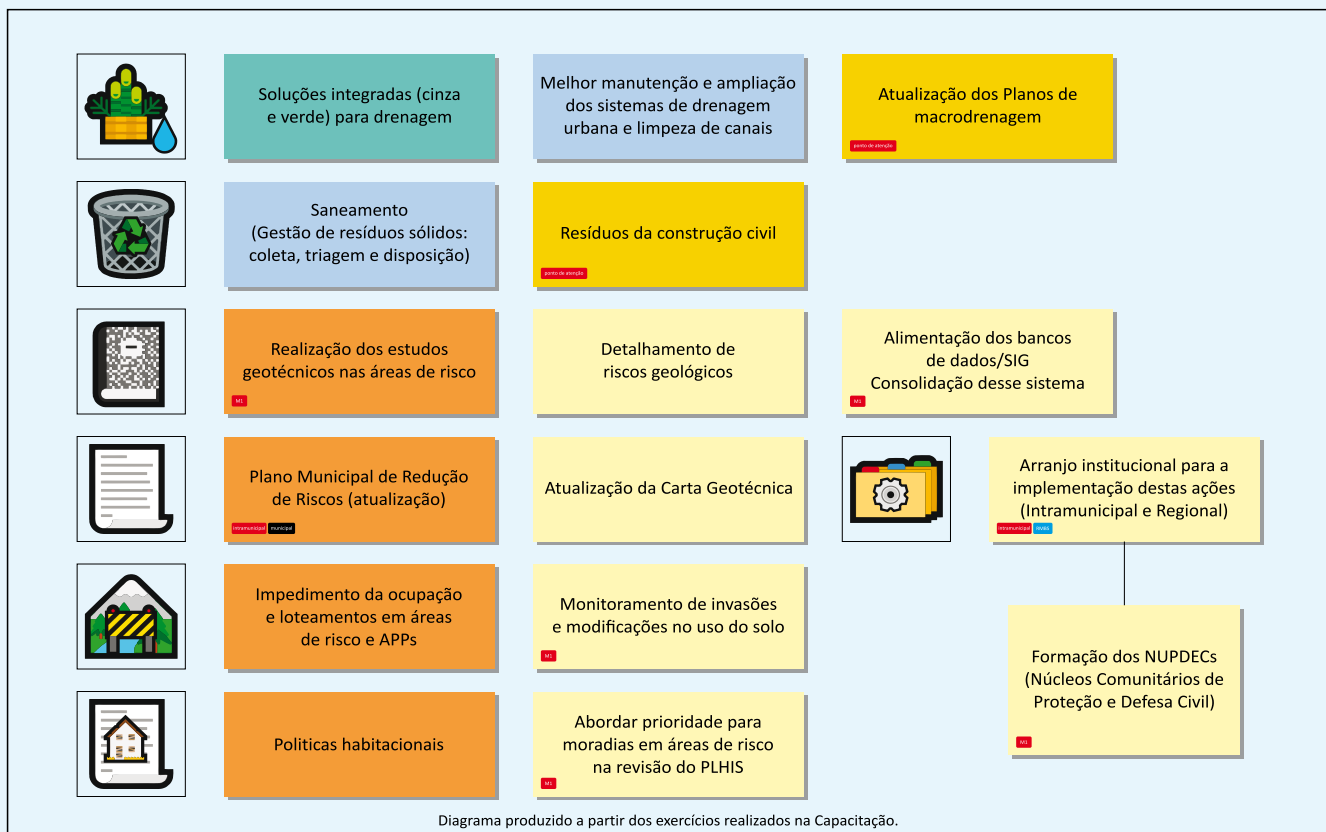 Soluções integradas (cinza
e verde) para drenagem
Melhor manutenção e ampliação
dos sistemas de drenagem
urbana e limpeza de canais
Atualização dos Planos de
macrodrenagem
ponto de atenção
Saneamento
(Gestão de resíduos sólidos:
coleta, triagem e disposição)
Resíduos da construção civil
ponto de atenção
Realização dos estudos
geotécnicos nas áreas de risco
M1
Detalhamento de
riscos geológicos
Alimentação dos bancos
de dados/SIG
Consolidação desse sistema
M1
Plano Municipal de Redução
de Riscos (atualização)
intramunicipal municipal
Atualização da Carta Geotécnica
Arranjo institucional para a
implementação destas ações
(Intramunicipal e Regional)
intramunicipal RMBS
Impedimento da ocupação
e loteamentos em áreas
de risco e APPs
Monitoramento de invasões
e modificações no uso do solo
M1
Formação dos NUPDECs
(Núcleos Comunitários de
Proteção e Defesa Civil)
M1
Politicas habitacionais
Abordar prioridade para
moradias em áreas de risco
na revisão do PLHIS
M1
Diagrama produzido a partir dos exercícios realizados na Capacitação.